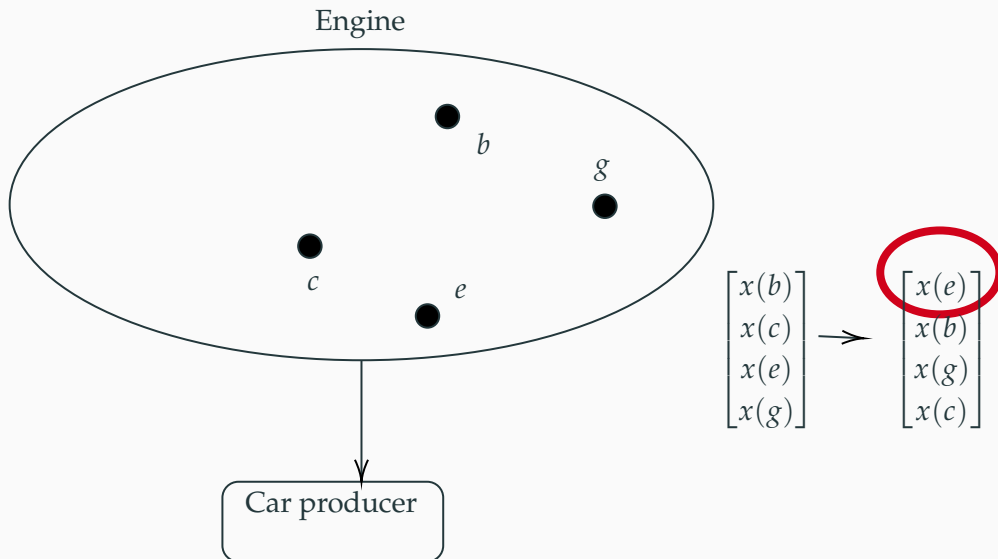 Engine
b
g
c
e
x(b)
x(c)
x(e)
x(g)
x(e)
x(b)
x(g)
x(c)
Car producer